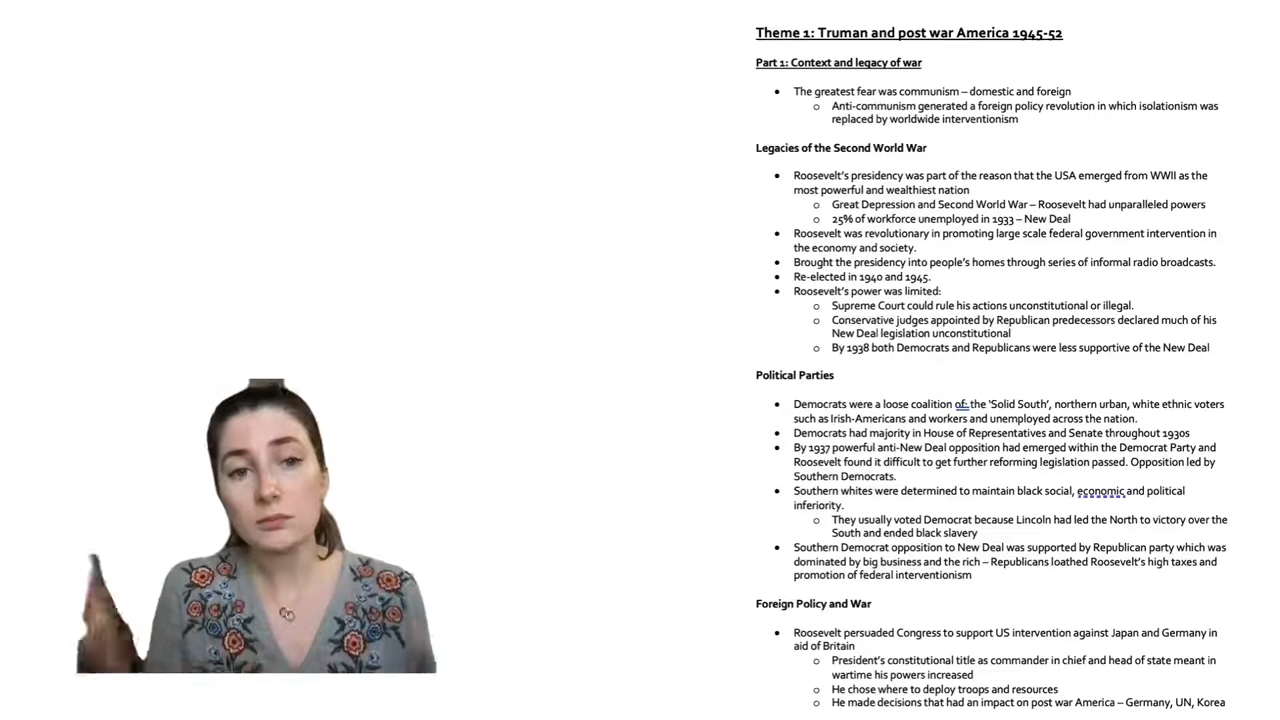 Theme 1: Truman and post war America 1945-52
Part 1: Context and legacy of war
• The greatest fear was communism – domestic and foreign
o Anti-communism generated a foreign policy revolution in which isolationism was
replaced by worldwide interventionism
Legacies of the Second World War
• Roosevelt's presidency was part of the reason that the USA emerged from WWII as the
most powerful and wealthiest nation
o Great Depression and Second World War – Roosevelt had unparalleled powers
o 25% of workforce unemployed in 1933 – New Deal
• Roosevelt was revolutionary in promoting large scale federal government intervention in
the economy and society.
• Brought the presidency into people's homes through series of informal radio broadcasts.
• Re-elected in 1940 and 1945.
• Roosevelt's power was limited:
o Supreme Court could rule his actions unconstitutional or illegal.
o Conservative judges appointed by Republican predecessors declared much of his
New Deal legislation unconstitutional
o By 1938 both Democrats and Republicans were less supportive of the New Deal
Political Parties
• Democrats were a loose coalition of: the 'Solid South', northern urban, white ethnic voters
such as Irish-Americans and workers and unemployed across the nation.
• Democrats had majority in House of Representatives and Senate throughout 1930s
• By 1937 powerful anti-New Deal opposition had emerged within the Democrat Party and
Roosevelt found it difficult to get further reforming legislation passed. Opposition led by
Southern Democrats.
• Southern whites were determined to maintain black social, economic and political
inferiority.
o They usually voted Democrat because Lincoln had led the North to victory over the
South and ended black slavery
• Southern Democrat opposition to New Deal was supported by Republican party which was
dominated by big business and the rich – Republicans loathed Roosevelt's high taxes and
promotion of federal interventionism
Foreign Policy and War
• Roosevelt persuaded Congress to support US intervention against Japan and Germany in
aid of Britain
o President's constitutional title as commander in chief and head of state meant in
wartime his powers increased
o He chose where to deploy troops and resources
o He made decisions that had an impact on post war America – Germany, UN, Korea